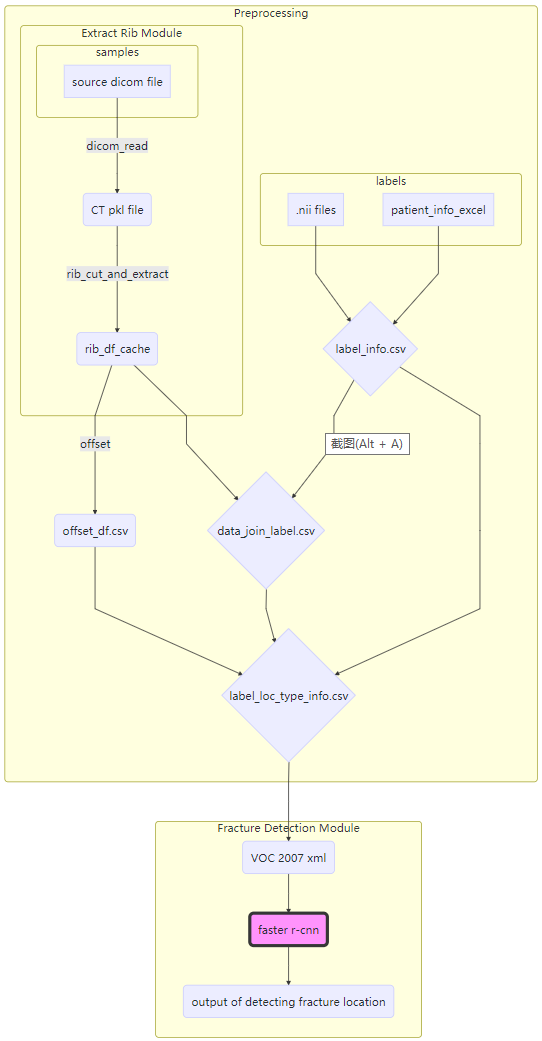 Preprocessing
Extract Rib Module
samples
source dicom file
dicom_read
labels
CT pkl file
.nii files
patient_info_excel
rib_cut_and_extract
rib_df_cache
label_info.csv
offset
截图(Alt + A)
offset_df.csv
data_join_label.csv
label_loc_type_info.csv
Fracture Detection Module
VOC 2007 xml
faster r-cnn
output of detecting fracture location